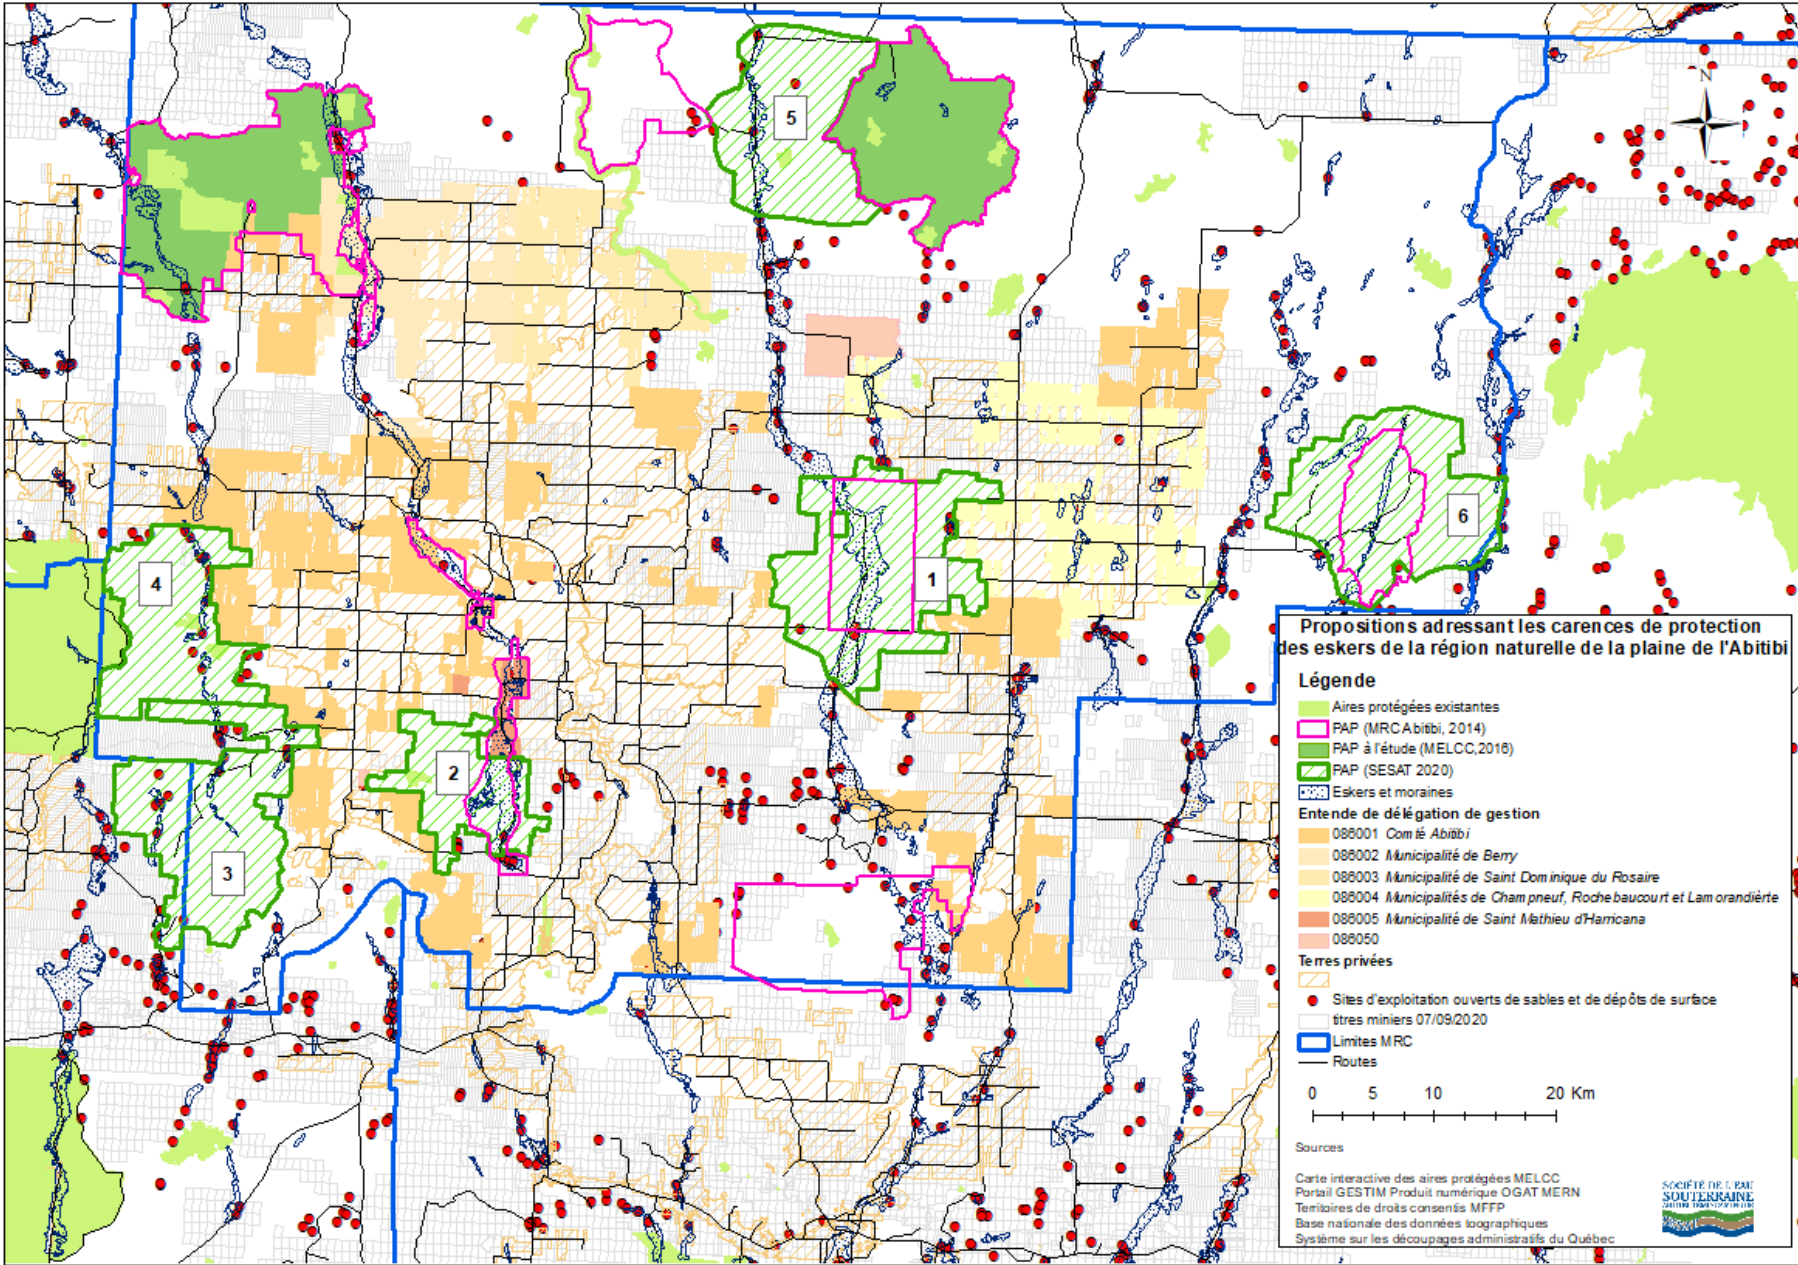 N
5
4
1
6
2
3
Propositions adressant les carences de protection
des eskers de la région naturelle de la plaine de l'Abitibi
Légende
Aires protégées existantes
PAP (MRC Abitibi, 2014)
PAP à l'étude (MELCC,2016)
PAP (SESAT 2020)
Eskers et moraines
Entende de délégation de gestion
086001 Comté Abitibi
086002 Municipalité de Berry
086003 Municipalité de Saint Dominique du Rosaire
086004 Municipalités de Champneuf, Rochebaucourt et Lamorandièrte
086005 Municipalité de Saint Mathieu d'Harricana
086050
Terres privées
Sites d'exploitation ouverts de sables et de dépôts de surface
titres miniers 07/09/2020
Limites MRC
Routes
0 5 10 20 Km
Sources
Carte interactive des aires protégées MELCC
Portail GESTIM Produit numérique OGAT MERN
Territoires de droits consentis MFFP
Base nationale des données toographiques
Système sur les découpages administratifs du Québec
SOCIÉTÉ DE L'EAU
SOUTERRAINE